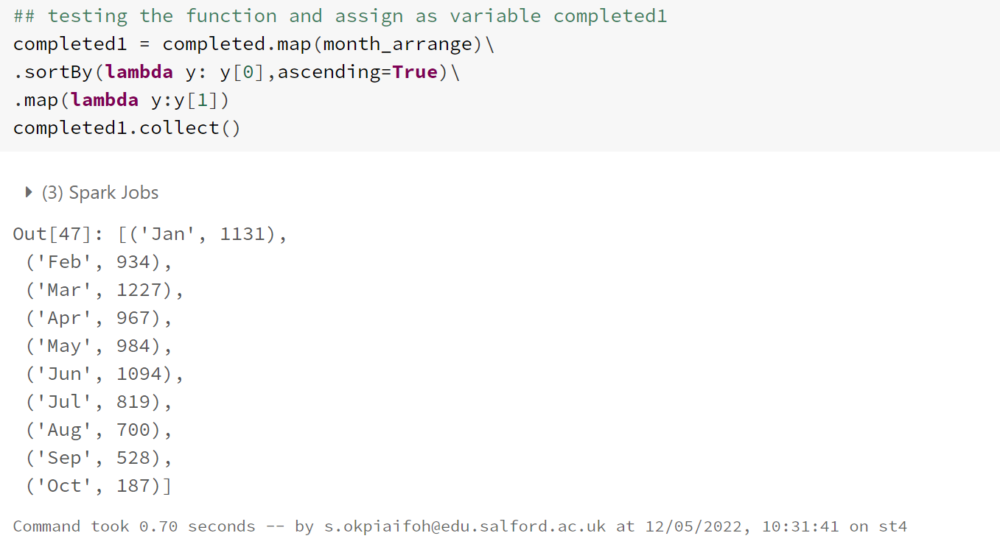 ## testing the function and assign as variable completed1
completed1 = completed.map(month_arrange)\
.sortBy(lambda y: y[0],ascending=True)\
.map(lambda y:y[1])
completed1.collect()
(3) Spark Jobs
Out[47]: [('Jan', 1131),
('Feb', 934),
('Mar', 1227),
('Apr', 967),
('May', 984),
('Jun', 1094),
('Jul', 819),
('Aug', 700),
('Sep', 528),
('Oct', 187)]
Command took 0.70 seconds -- by s.okpiaifoh@edu.salford.ac.uk at 12/05/2022, 10:31:41 on st4